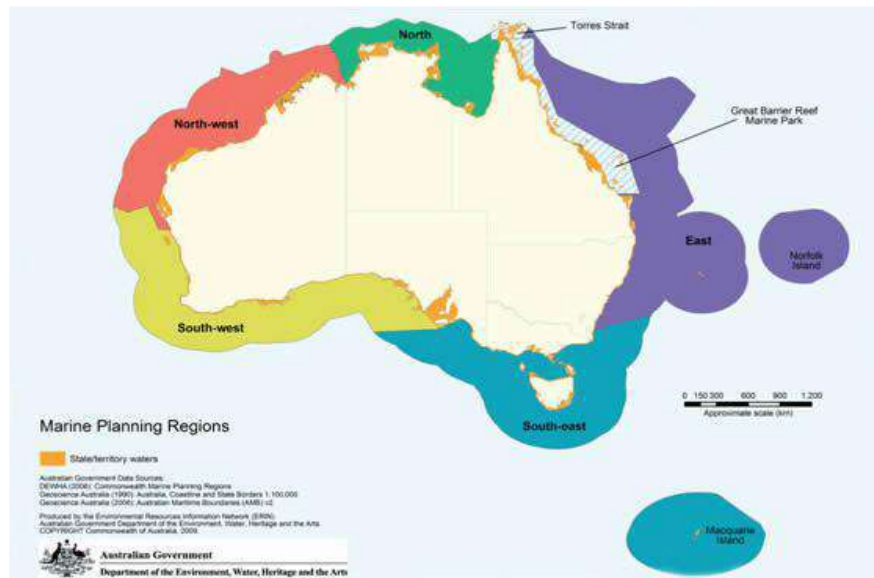 Torres Strait
North
Great Barrier Reef
Marine Park
North-west
East
Norfolk
Island
South-west
South-east
0 150 300 600 900 1,200
Approximate scale (km)
Marine Planning Regions
State/territory waters
Australian Government Data Sources:
DEWHA (2006): Commonwealth Marine Planning Regions
Geoscience Australia (1990): Australia, Coastline and State Borders 1:100,000
Geoscience Australia (2006): Australian Maritime Boundaries (AMB)
Produced by the Environmental Resources Information Network (ERIN)
Australian Government Department of the Environment, Water, Heritage and the Arts.
COPYRIGHT Commonwealth of Australia, 2009.
Macquarie
Island
Australian Government
Department of the Environment, Water, Heritage and the Arts